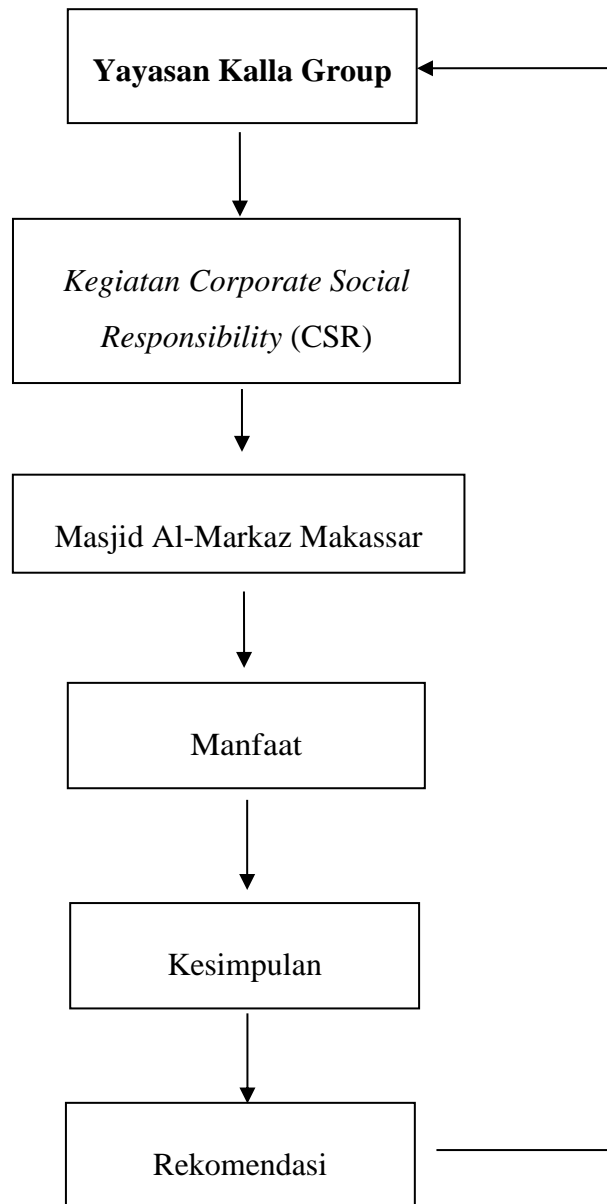 Yayasan Kalla Group
Kegiatan Corporate Social
Responsibility (CSR)
Masjid Al-Markaz Makassar
Manfaat
Kesimpulan
Rekomendasi